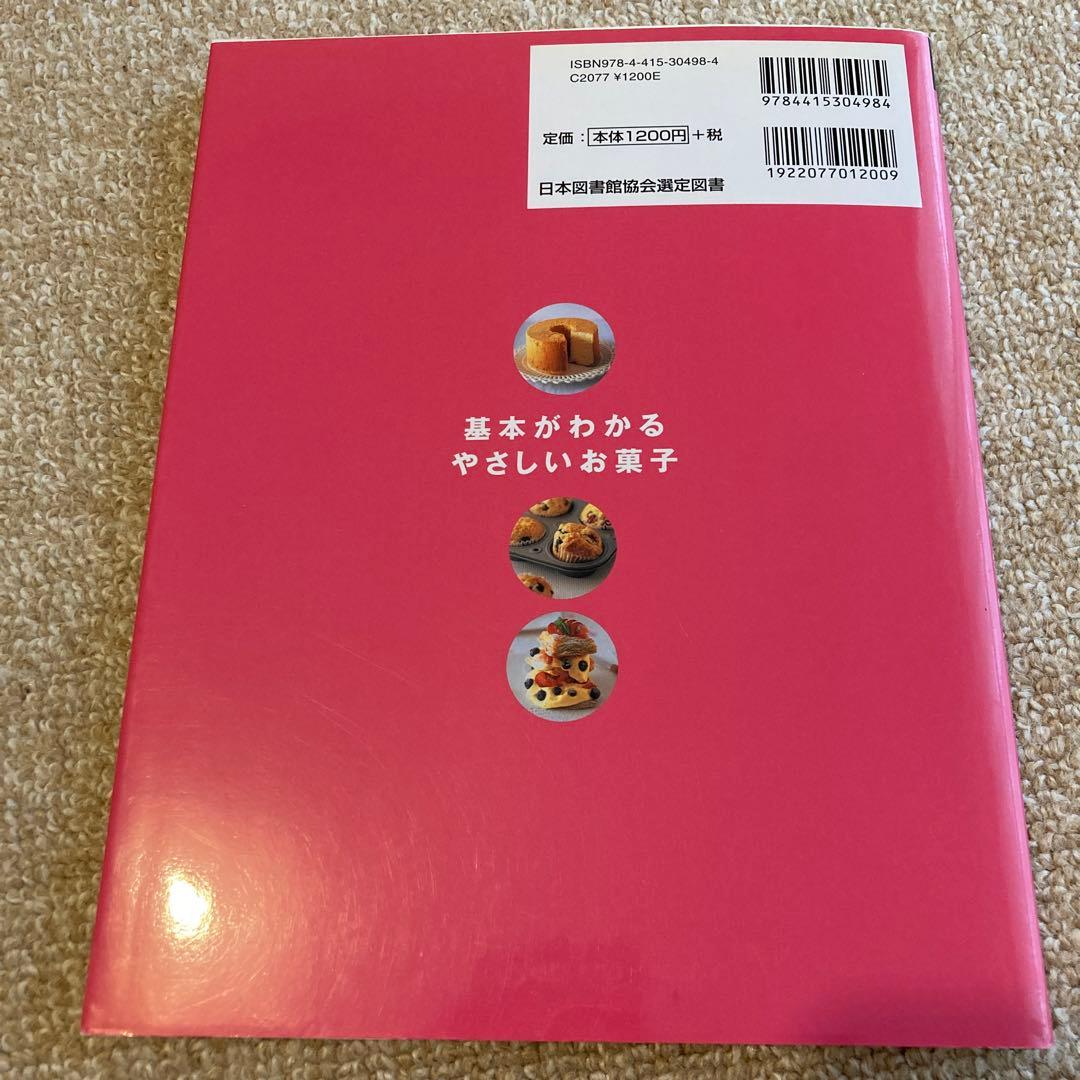 ISBN978-4-415-30498-4
C2077 ¥1200E
9784415304984
定価：本体1200円+税
1922077012009
日本図書館協会選定図書
基本がわかる
やさしいお菓子